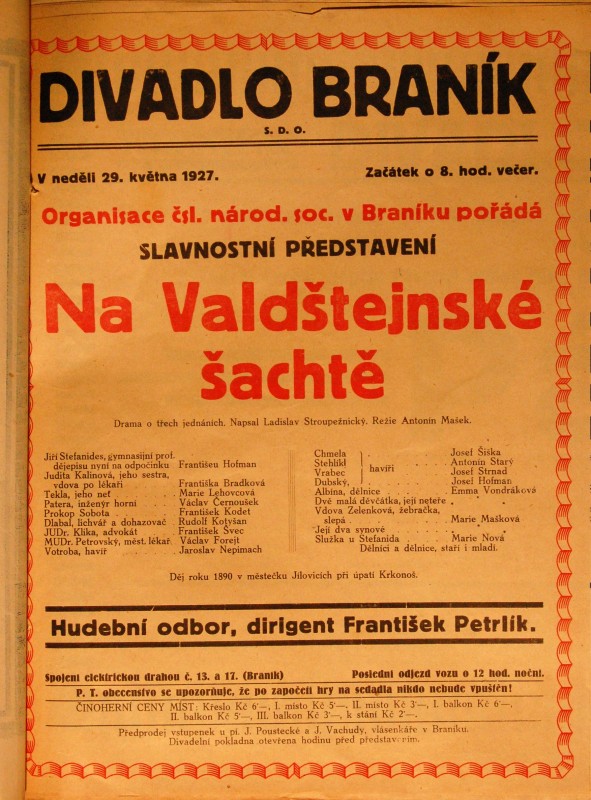 DIVADLO BRANÍK
S. D. O.
V neděli 29. května 1927.
Začátek o 8. hod. večer.
Organisace čsl. národ. soc. v Braníku pořádá
SLAVNOSTNÍ PŘEDSTAVENÍ
Na Valdštejnské
šachtě
Drama o třech jednáních. Napsal Ladislav Stroupežnický. Režie Antonín Mašek.
Jiří Stefanides, gymnasijní prof.
dějepisu nyní na odpočinku Františeu Hofman
Judita Kalinová, jeho sestra,
vdova po lékaři . . . . Františka Bradková
Tekla, jeho neť . . . . . Marie Lehovcová
Patera, inženýr horní . . . Václav Černoušek
Prokop Sobota . . . . . František Kodet
Dlabal, lichvář a dohazovač Rudolf Kotyšan
JUDr. Klika, advokát . . František Švec
MUDr. Petrovský, měst. lékař. Václav Forejt
Votroba, havíř . . . . . Jaroslav Nepimach
Chmela . . . . . Josef Šiška
Stehlík . . . . . Antonín Starý
Vrabec havíři . . . . . Josef Strnad
Dubský, . . . . . Josef Hofman
Albína, dělnice . . . . . Emma Vondráková
Dvě malá děvčátka, její neteře .
Vdova Zelenková, žebračka,
slepá . . . . . . . Marie Mašková
Její dva synové . . . . .
Služka u Stefanida . . . . Marie Nová
Dělníci a dělnice, staří i mladí.
Děj roku 1890 v městečku Jilovicích při úpatí Krkonoš.
Hudební odbor, dirigent František Petrlík.
Spojení elektrickou drahou č. 13. a 17. (Braník)
Poslední odjezd vozu o 12 hod. noční.
P. T. obecenstvo se upozorňuje, že po započetí hry na sedadla nikdo nebude vpuštěn!
ČINOHERNÍ CENY MÍST: Křeslo Kč 6·—, I. místo Kč 5·—. II. místo Kč 3·—, I. balkon Kč 6·—,
II. balkon Kč 5·—, III. balkon Kč 3·—, k stání Kč 2·—.
Předprodej vstupenek u pí. J. Poustecké a J. Vachudy, vlásenkáře v Braníku.
Divadelní pokladna otevřena hodinu před představením.